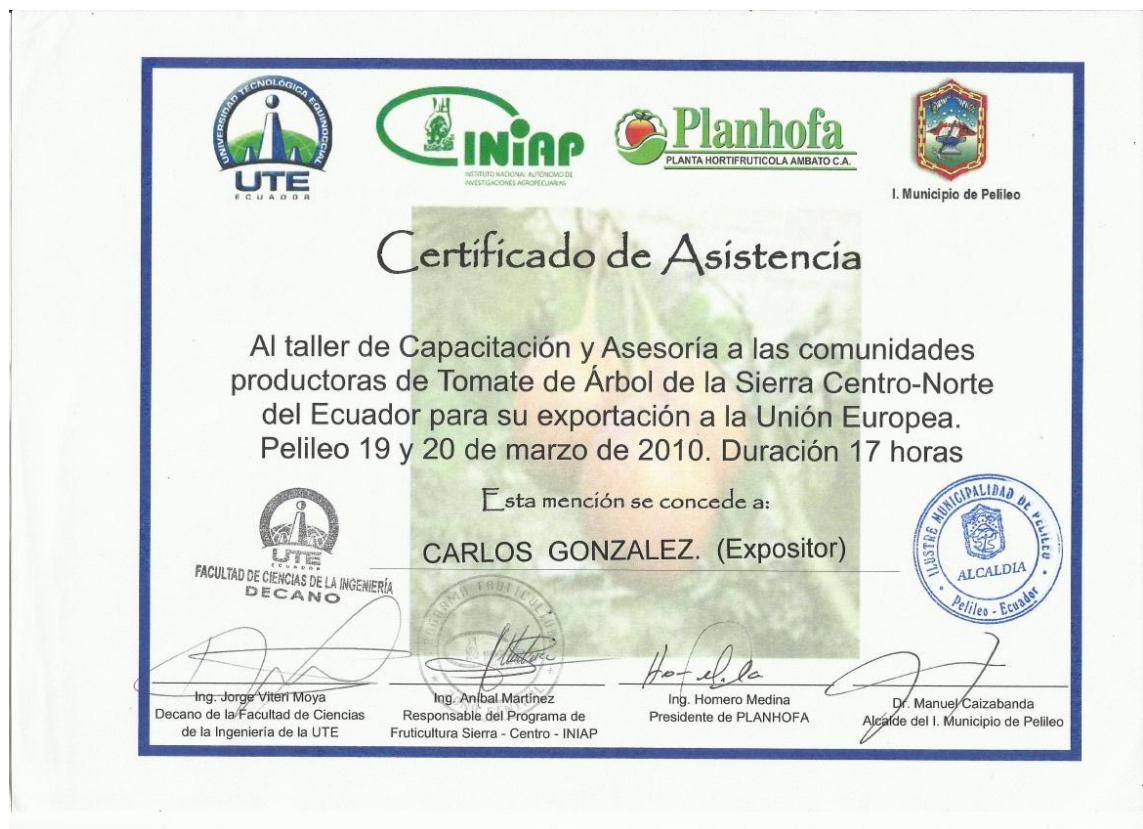 UNIVERSIDAD TECNOLÓGICA EQUINOCCIAL
UTE
ECUADOR
INIAP
INSTITUTO NACIONAL AUTÓNOMO DE
INVESTIGACIONES AGROPECUARIAS
Planhofa
PLANTA HORTIFRUTICOLA AMBATO C.A.
I. Municipio de Pelileo
Certificado de Asistencia
Al taller de Capacitación y Asesoría a las comunidades
productoras de Tomate de Árbol de la Sierra Centro-Norte
del Ecuador para su exportación a la Unión Europea.
Pelileo 19 y 20 de marzo de 2010. Duración 17 horas
Esta mención se concede a:
CARLOS GONZALEZ. (Expositor)
UTE
ECUADOR
FACULTAD DE CIENCIAS DE LA INGENIERÍA
DECANO
PROGRAMA FRUTICULTURA
ILUSTRE MUNICIPALIDAD DE PELILEO
ALCALDIA
Pelileo - Ecuador
Ing. Jorge Viteri Moya
Decano de la Facultad de Ciencias
de la Ingeniería de la UTE
Ing. Aníbal Martínez
Responsable del Programa de
Fruticultura Sierra - Centro - INIAP
Ing. Homero Medina
Presidente de PLANHOFA
Dr. Manuel Caizabanda
Alcalde del I. Municipio de Pelileo